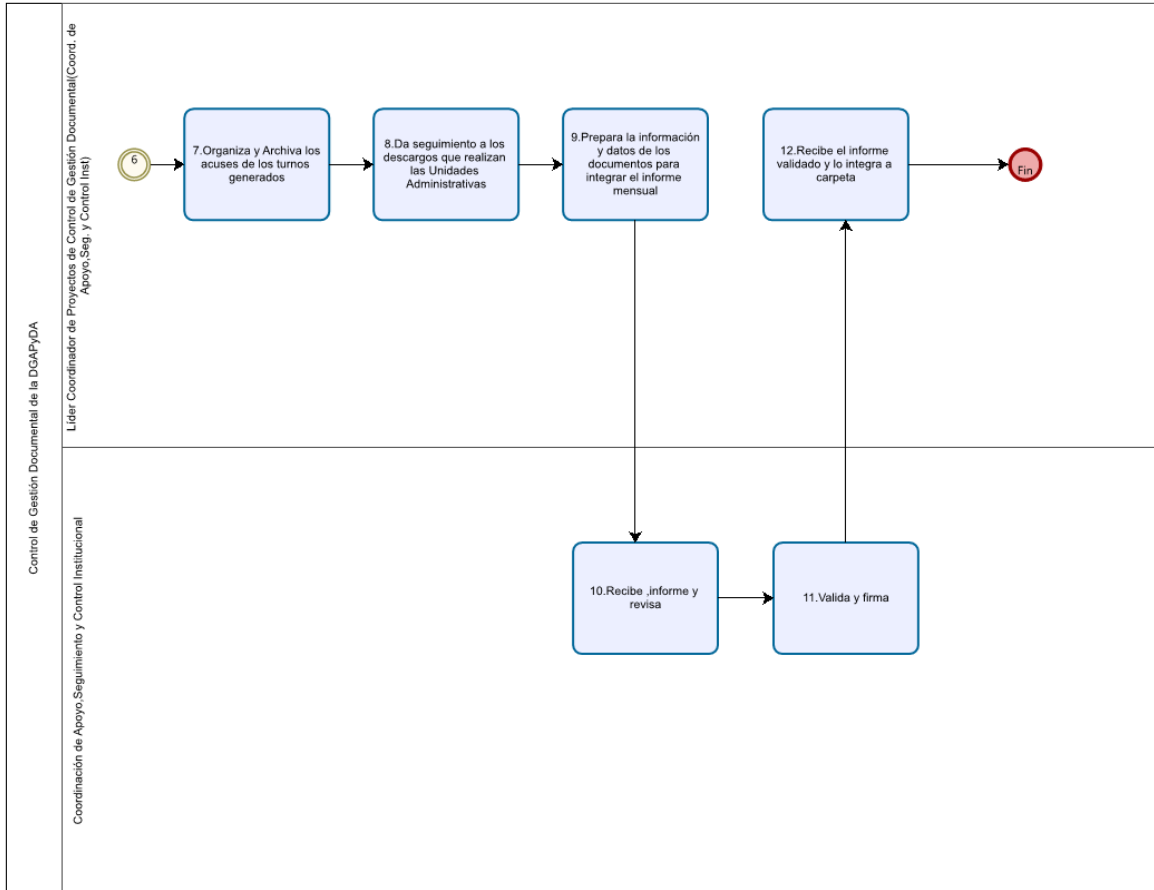 Control de Gestión Documental de la DGAPyDA
Líder Coordinador de Proyectos de Control de Gestión Documental(Coord. de
Apoyo,Seg. y Control Inst)
6
7.Organiza y Archiva los
acuses de los turnos
generados
8.Da seguimiento a los
descargos que realizan
las Unidades
Administrativas
9.Prepara la información
y datos de los
documentos para
integrar el informe
mensual
12.Recibe el informe
validado y lo integra a
carpeta
Fin
Coordinación de Apoyo,Seguimiento y Control Institucional
10.Recibe ,informe y
revisa
11.Valida y firma